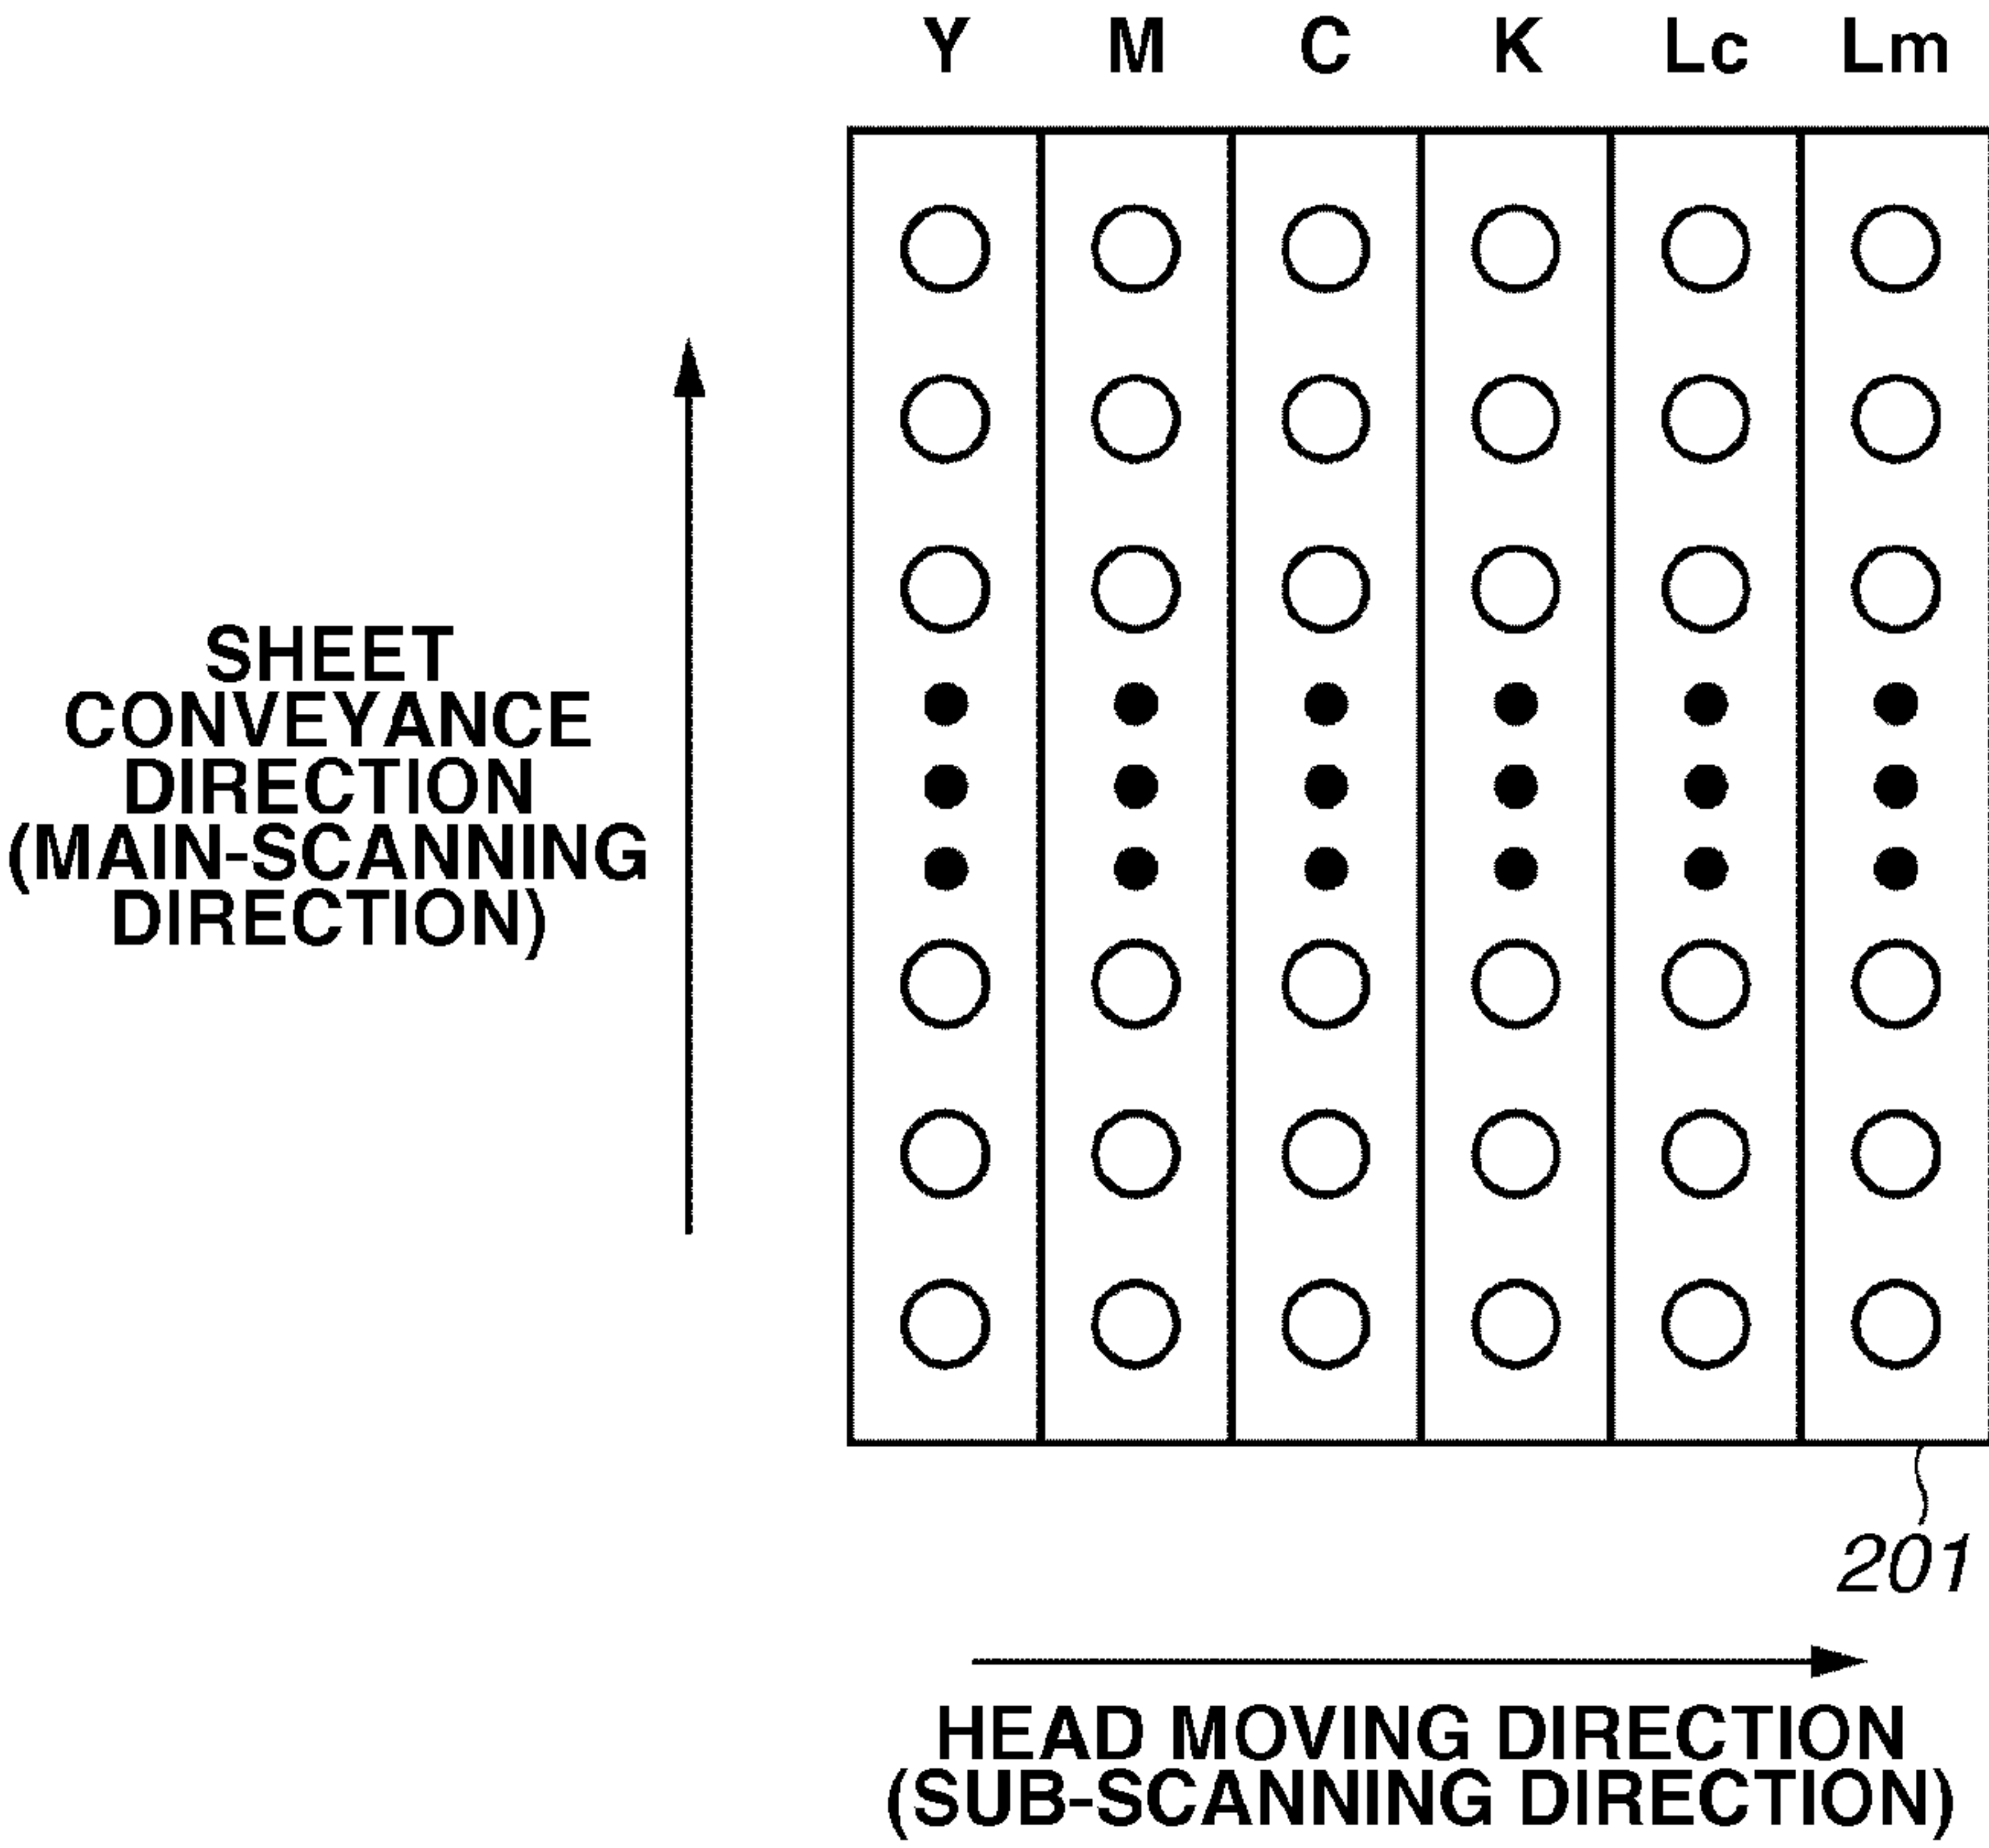 Y M C K Lc Lm
SHEET
CONVEYANCE
DIRECTION
(MAIN-SCANNING
DIRECTION)
201
HEAD MOVING DIRECTION
(SUB-SCANNING DIRECTION)